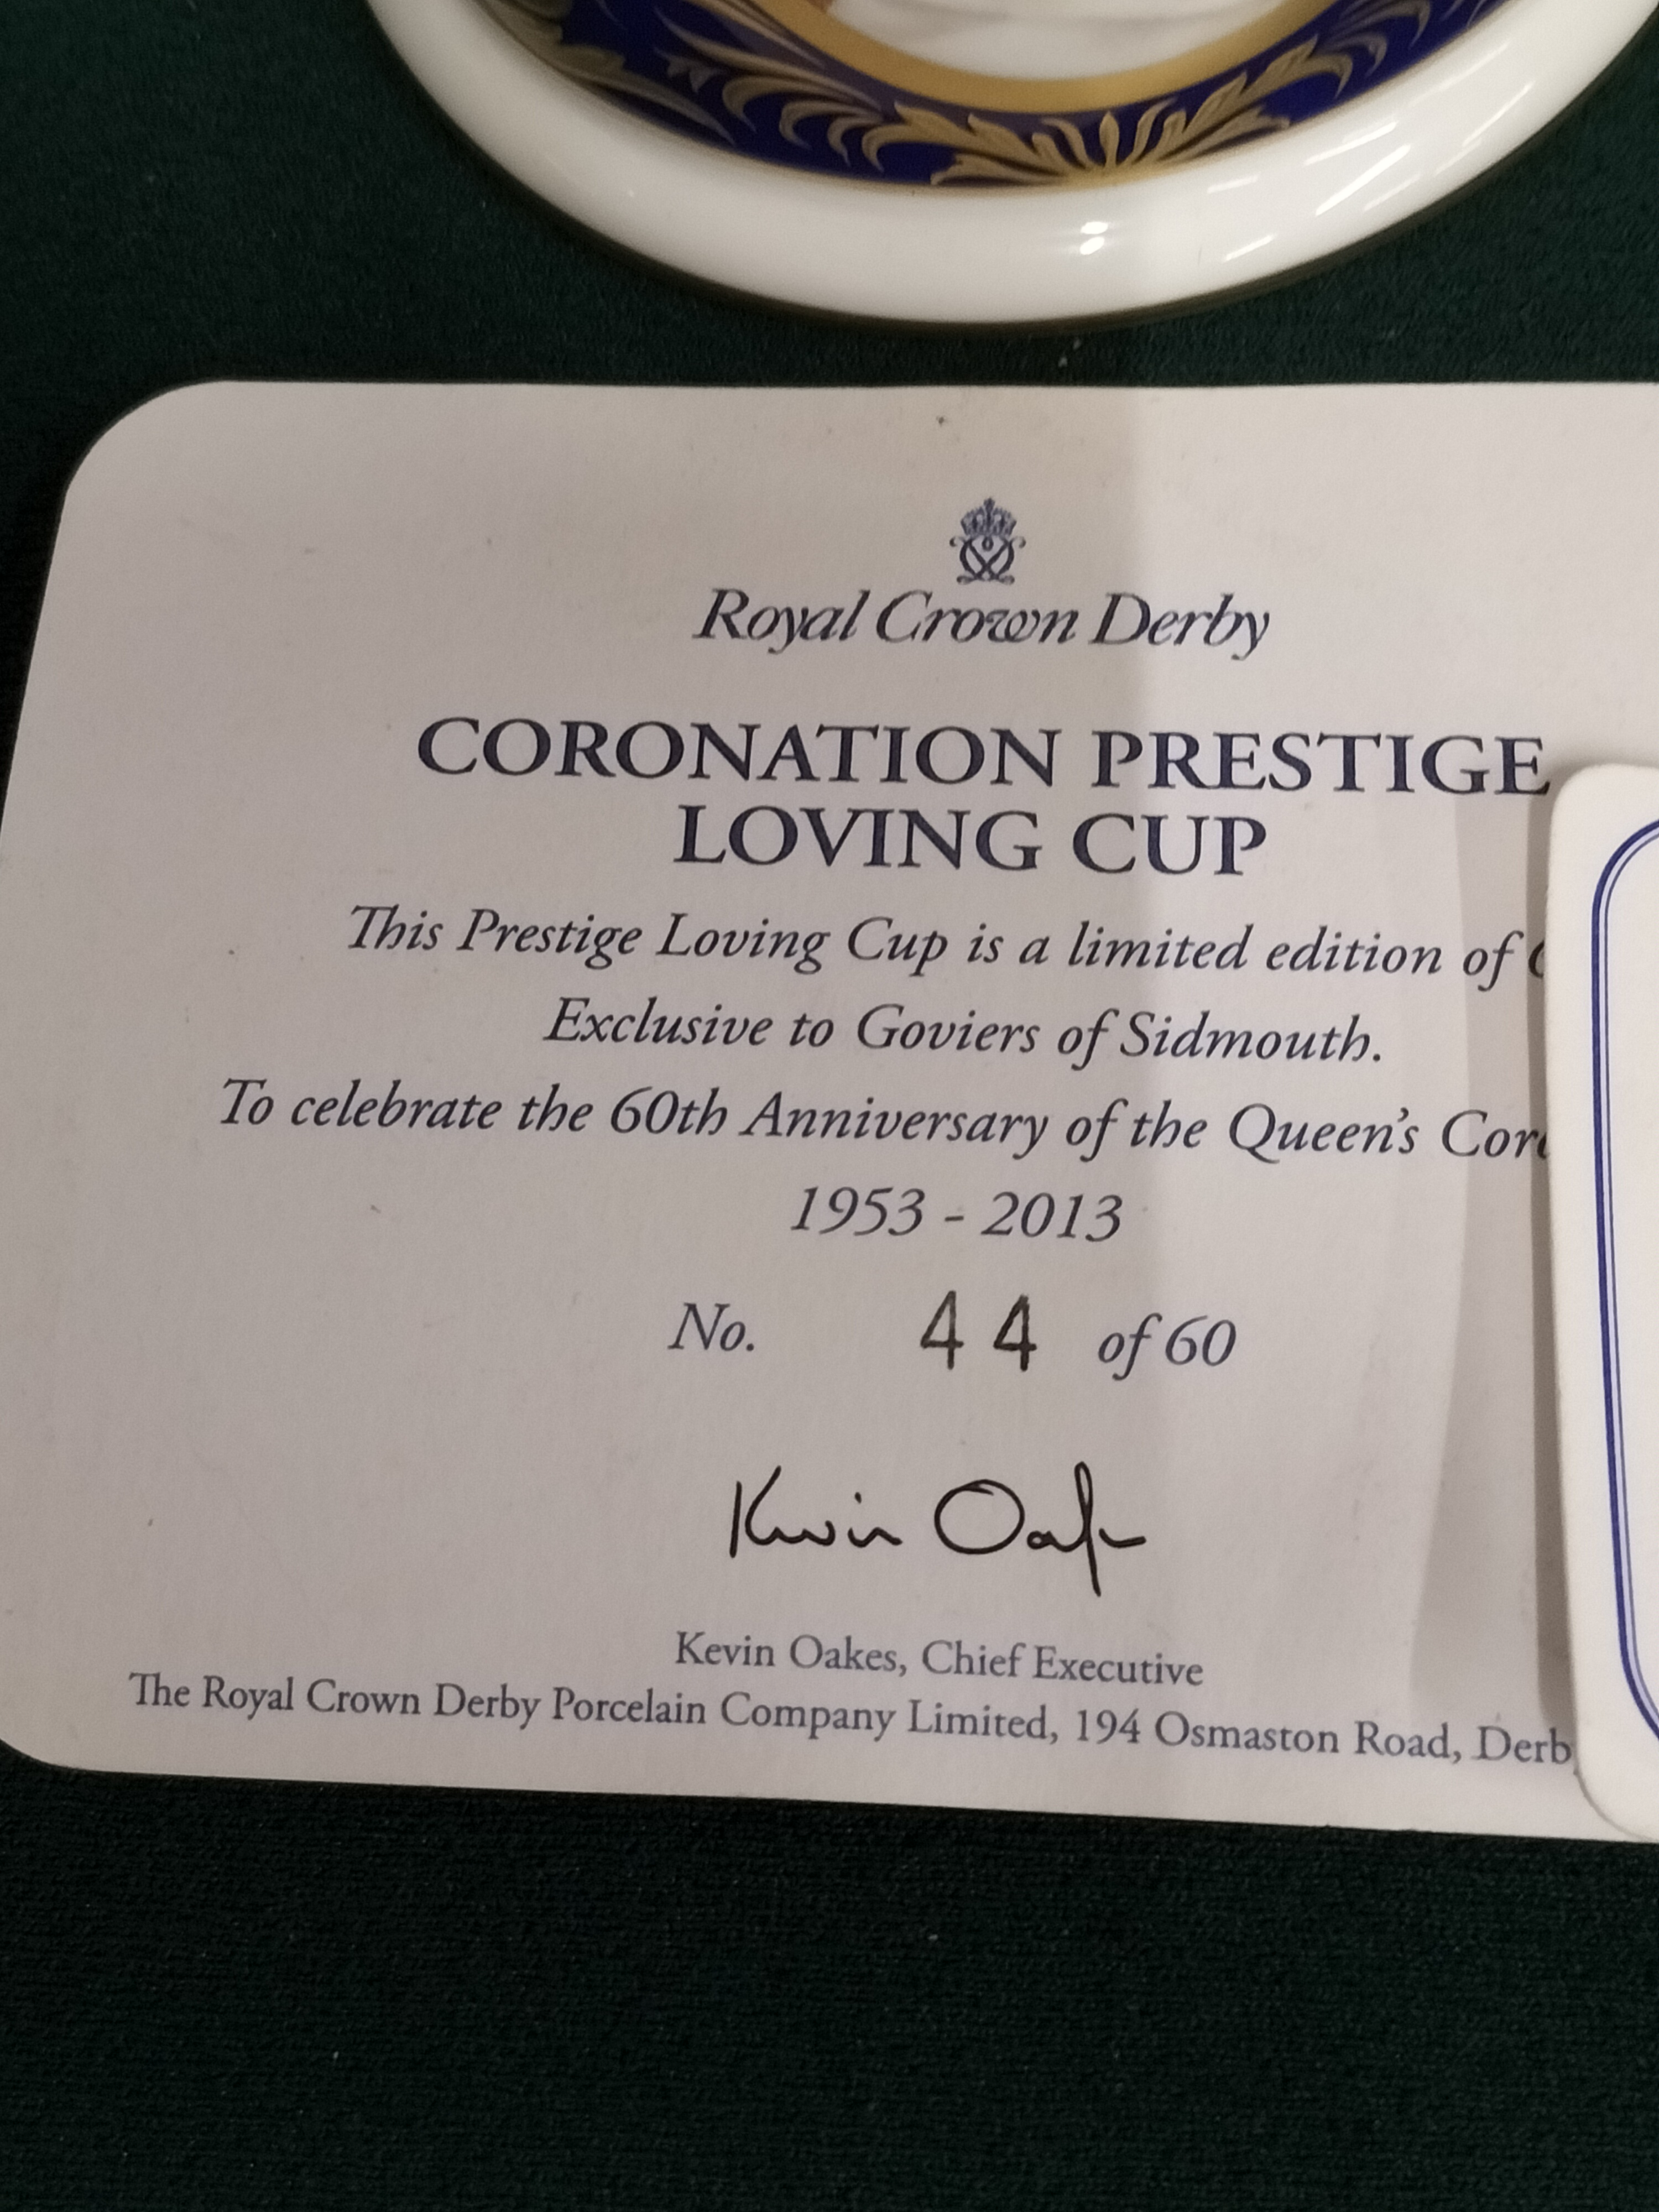 Royal Crown Derby
CORONATION PRESTIGE
LOVING CUP
This Prestige Loving Cup is a limited edition of
Exclusive to Goviers of Sidmouth.
To celebrate the 60th Anniversary of the Queen's
1953 - 2013
No. 44 of 60
Kevin Oakes, Chief Executive
The Royal Crown Derby Porcelain Company Limited, 194 Osmaston Road,